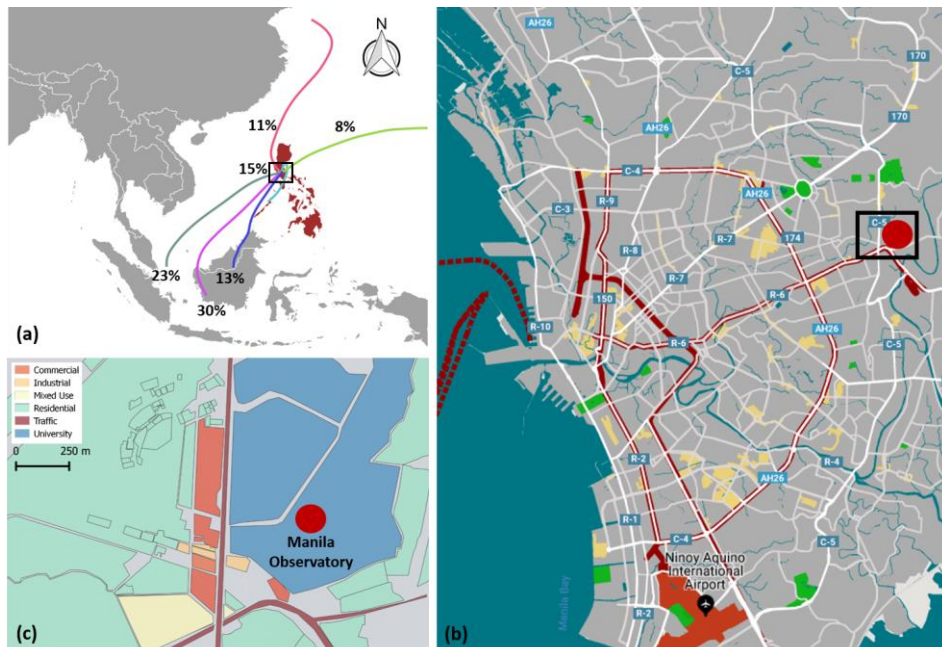 N
11%
8%
15%
23%
13%
30%
(a)
Commercial
Industrial
Mixed Use
Residential
Traffic
University
0 250 m
Manila
Observatory
(c)
AH26
C-5
170
170
AH26
C-4
R-9
AH26
C-3
R-8
R-7
174
C-5
R-7
150
R-6
R-10
R-6
AH26
C-5
R-2
R-4
AH26
R-1
C-4
C-5
Ninoy Aquino
International
Airport
R-2
Manila Bay
(b)